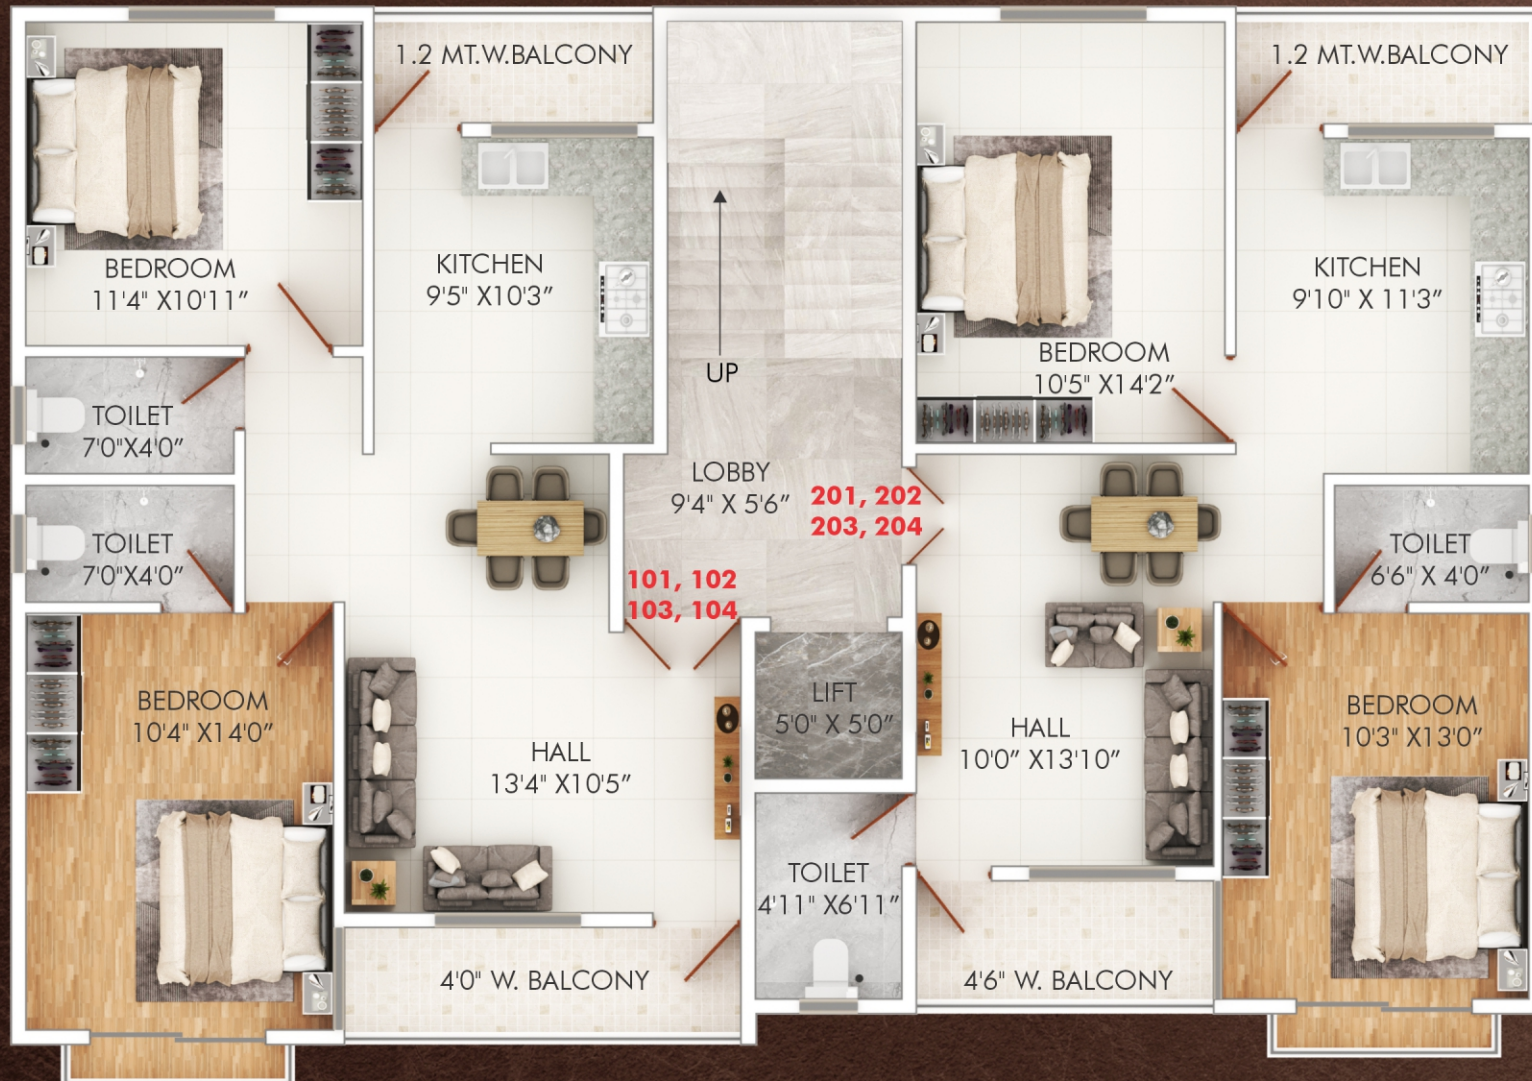 1.2 MT.W.BALCONY
1.2 MT.W.BALCONY
BEDROOM
11'4" X10'11"
KITCHEN
9'5" X10'3"
UP
BEDROOM
10'5" X14'2"
KITCHEN
9'10" X 11'3"
TOILET
7'0"X4'0"
LOBBY
9'4" X 5'6"
201, 202
203, 204
TOILET
7'0"X4'0"
101, 102
103, 104
TOILET
6'6" X 4'0"
BEDROOM
10'4" X14'0"
HALL
13'4" X10'5"
LIFT
5'0" X 5'0"
HALL
10'0" X13'10"
BEDROOM
10'3" X13'0"
TOILET
4'11" X6'11"
4'0" W. BALCONY
4'6" W. BALCONY